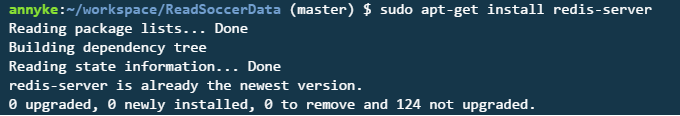 annyke:~/workspace/ReadSoccerData (master) $ sudo apt-get install redis-server
Reading package lists... Done
Building dependency tree
Reading state information... Done
redis-server is already the newest version.
0 upgraded, 0 newly installed, 0 to remove and 124 not upgraded.